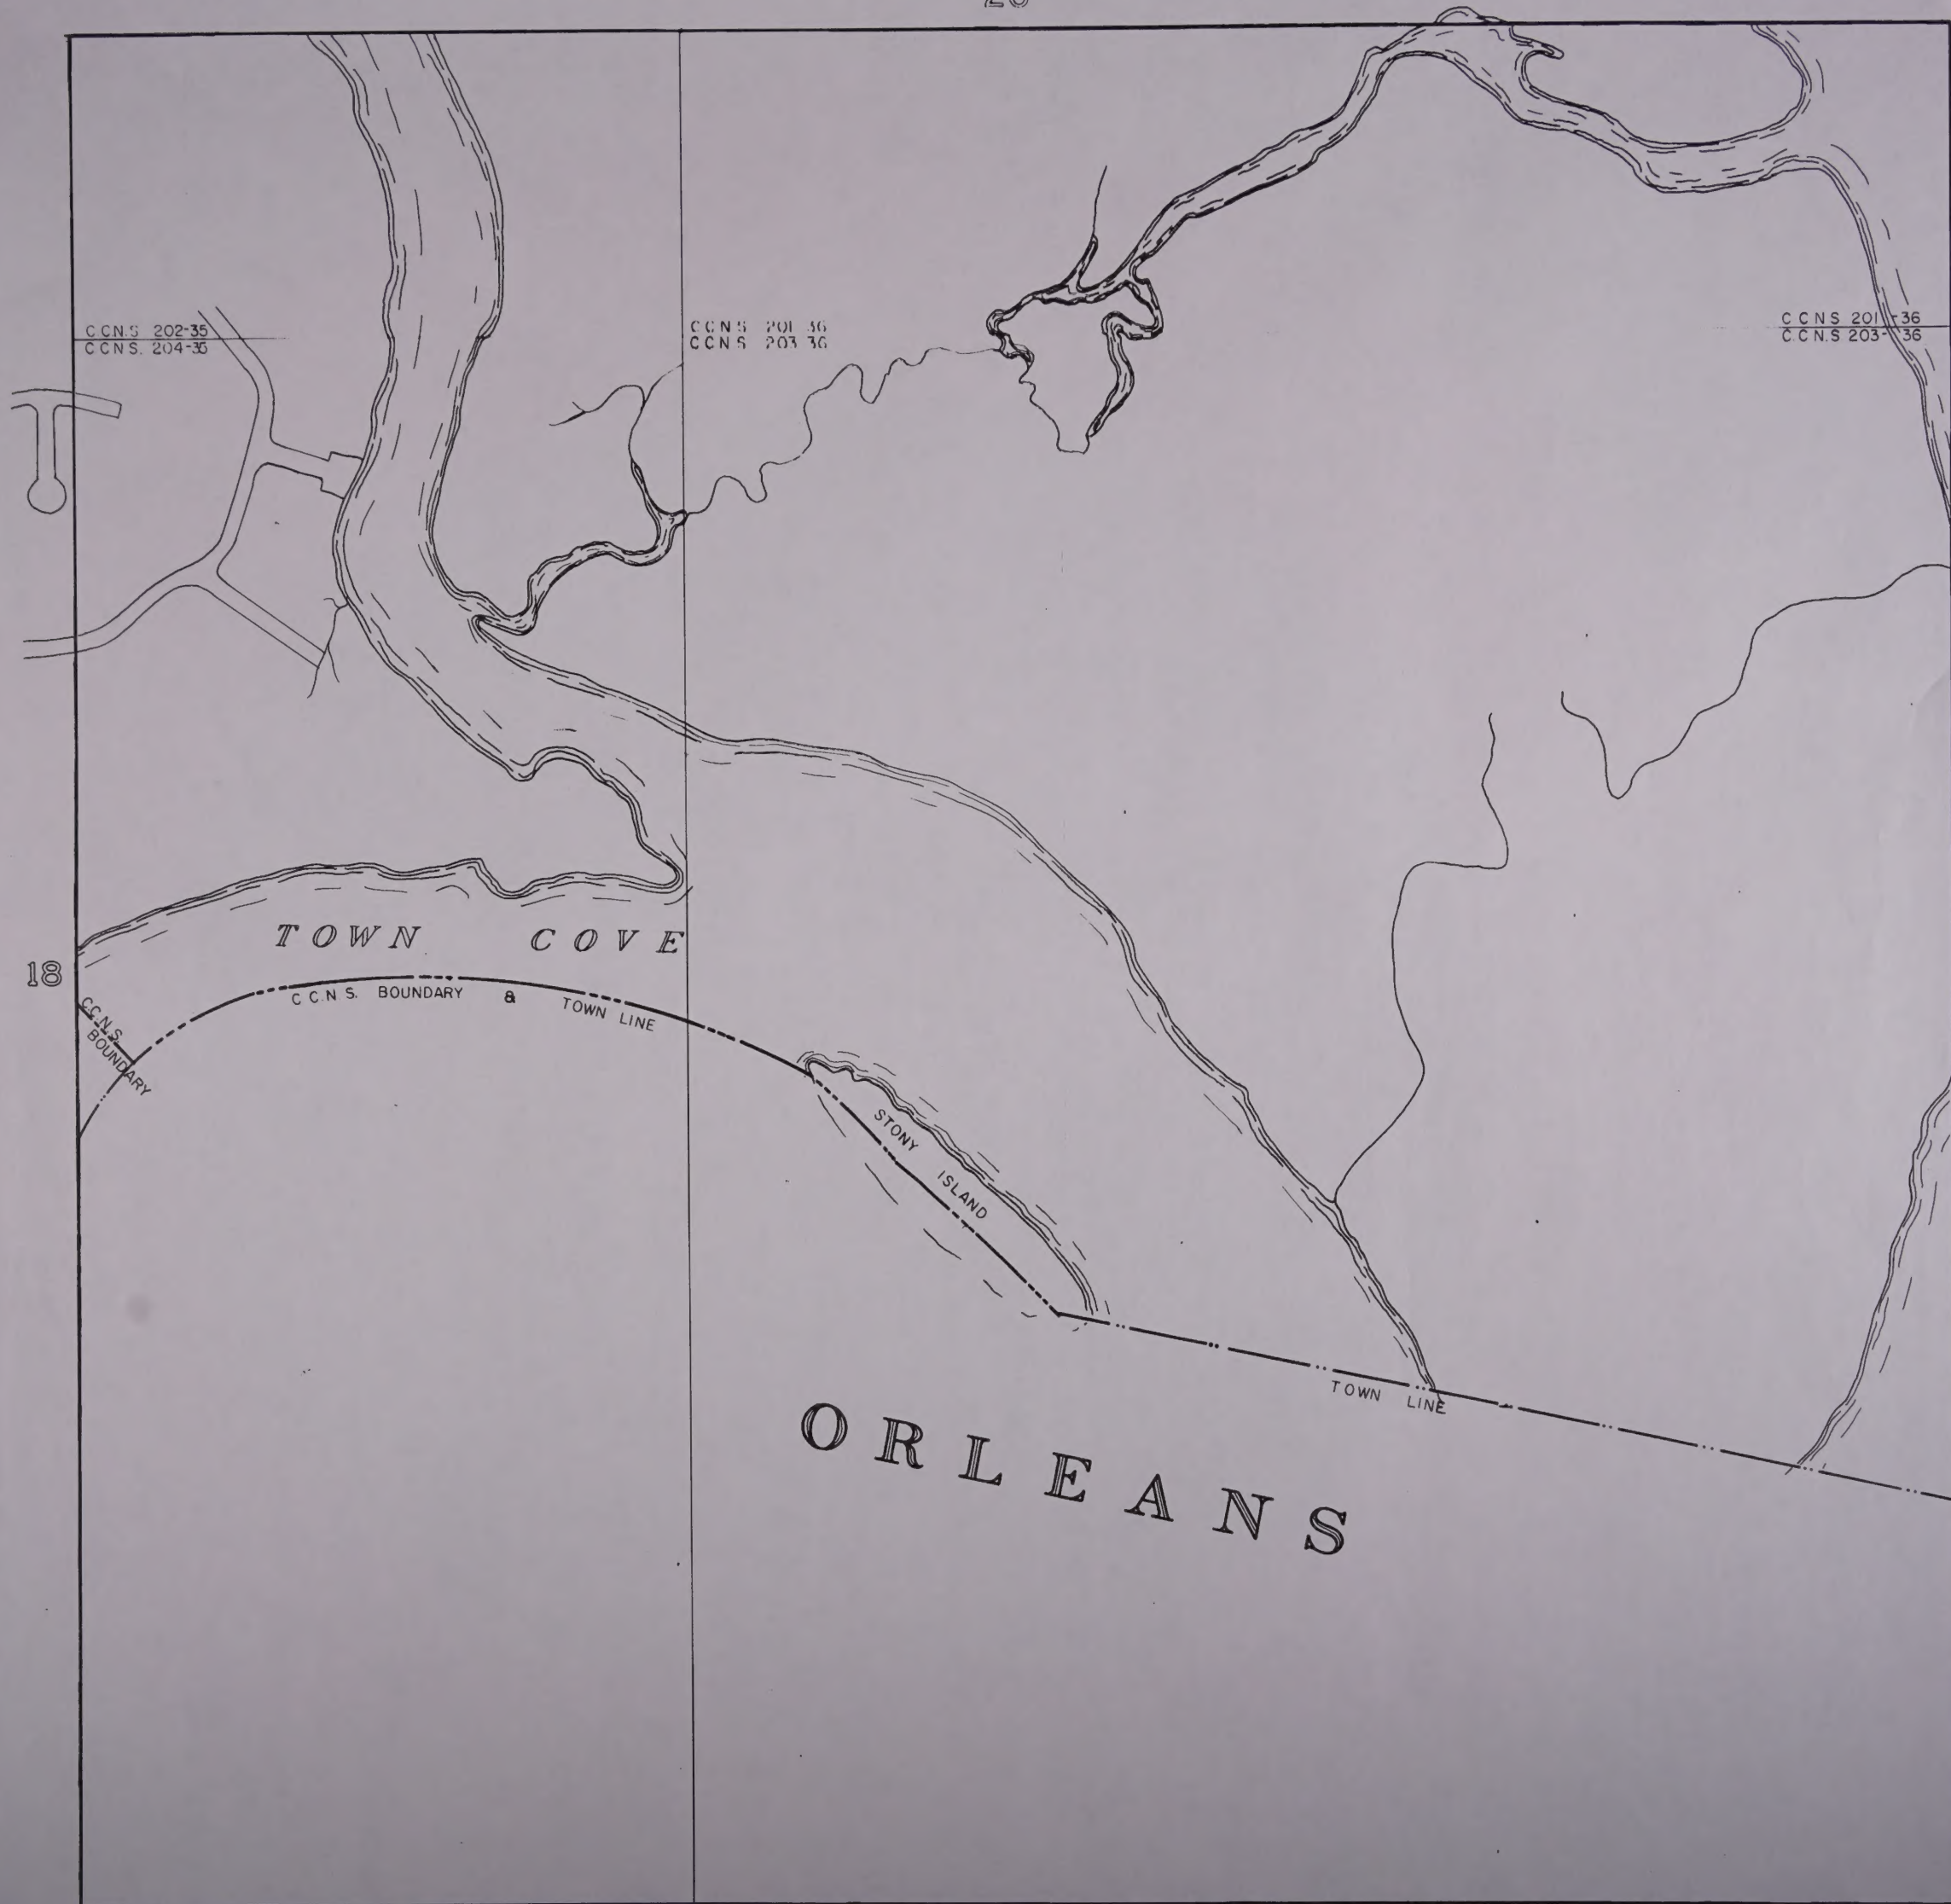 C.C.N.S 202-35
C.C.N.S. 204-35
C.C.N.S 201 36
C.C.N.S 203 36
C.C.N.S 201-36
C.C.N.S 203-36
TOWN COVE
18
C.C.N.S. BOUNDARY & TOWN LINE
C.C.N.S.
BOUNDARY
STONY ISLAND
TOWN LINE
ORLEANS